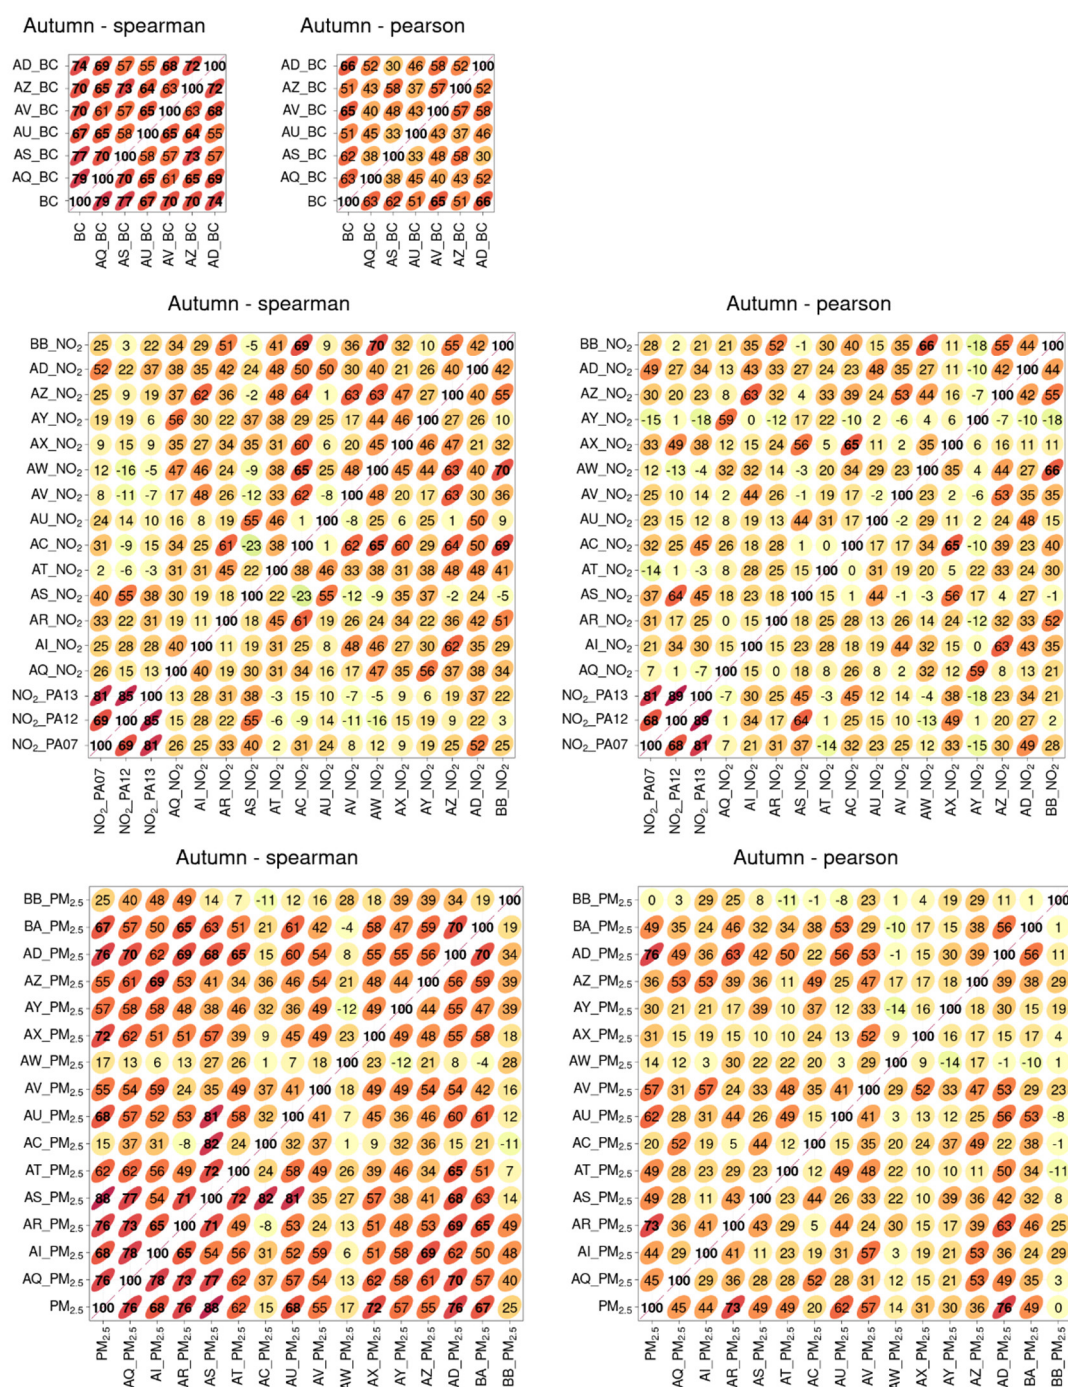 Autumn - spearman
AD_BC 74 69 57 55 68 72 100
AZ_BC 70 65 73 64 63 100 72
AV_BC 70 61 57 65 100 63 68
AU_BC 67 65 58 100 65 64 55
AS_BC 77 70 100 58 57 73 57
AQ_BC 79 100 70 65 61 65 69
BC 100 79 77 67 70 70 74
BC AQ_BC AS_BC AU_BC AV_BC AZ_BC AD_BC
Autumn - pearson
AD_BC 66 52 30 46 58 52 100
AZ_BC 51 43 58 37 57 100 52
AV_BC 65 40 48 43 100 57 58
AU_BC 51 45 33 100 43 37 46
AS_BC 62 38 100 33 48 58 30
AQ_BC 63 100 38 45 40 43 52
BC 100 63 62 51 65 51 66
BC AQ_BC AS_BC AU_BC AV_BC AZ_BC AD_BC
Autumn - spearman
BB_NO₂ 25 3 22 34 29 51 -5 41 69 9 36 70 32 10 55 42 100
AD_NO₂ 52 22 37 38 35 42 24 48 50 50 30 40 21 26 40 100 42
AZ_NO₂ 25 9 19 37 62 36 -2 48 64 1 63 63 47 27 100 40 55
AY_NO₂ 19 19 6 56 30 22 37 38 29 25 17 44 46 100 27 26 10
AX_NO₂ 9 15 9 35 27 34 35 31 60 6 20 45 100 46 47 21 32
AW_NO₂ 12 -16 -5 47 46 24 -9 38 65 25 48 100 45 44 63 40 70
AV_NO₂ 8 -11 -7 17 48 26 -12 33 62 -8 100 48 20 17 63 30 36
AU_NO₂ 24 14 10 16 8 19 55 46 1 100 -8 25 6 25 1 50 9
AC_NO₂ 31 -9 15 34 25 61 -23 38 100 1 62 65 60 29 64 50 69
AT_NO₂ 2 -6 -3 31 31 45 22 100 38 46 33 38 31 38 48 48 41
AS_NO₂ 40 55 38 30 19 18 100 22 -23 55 -12 -9 35 37 -2 24 -5
AR_NO₂ 33 22 31 19 11 100 18 45 61 19 26 24 34 22 36 42 51
AI_NO₂ 25 28 28 40 100 11 19 31 25 8 48 46 27 30 62 35 29
AQ_NO₂ 26 15 13 100 40 19 30 31 34 16 17 47 35 56 37 38 34
NO₂_PA13 81 85 100 13 28 31 38 -3 15 10 -7 -5 9 6 19 37 22
NO₂_PA12 69 100 85 15 28 22 55 -6 -9 14 -11 -16 15 19 9 22 3
NO₂_PA07 100 69 81 26 25 33 40 2 31 24 8 12 9 19 25 52 25
NO₂_PA07 NO₂_PA12 NO₂_PA13 AQ_NO₂ AI_NO₂ AR_NO₂ AS_NO₂ AT_NO₂ AC_NO₂ AU_NO₂ AV_NO₂ AW_NO₂ AX_NO₂ AY_NO₂ AZ_NO₂ AD_NO₂ BB_NO₂
Autumn - pearson
BB_NO₂ 28 2 21 21 35 52 -1 30 40 15 35 66 11 -18 55 44 100
AD_NO₂ 49 27 34 13 43 33 27 24 23 48 35 27 11 -10 42 100 44
AZ_NO₂ 30 20 23 8 63 32 4 33 39 24 53 44 16 -7 100 42 55
AY_NO₂ -15 1 -18 59 0 -12 17 22 -10 2 -6 4 6 100 -7 -10 -18
AX_NO₂ 33 49 38 12 15 24 56 5 65 11 2 35 100 6 16 11 11
AW_NO₂ 12 -13 -4 32 32 14 -3 20 34 29 23 100 35 4 44 27 66
AV_NO₂ 25 10 14 2 44 26 -1 19 17 -2 100 23 2 -6 53 35 35
AU_NO₂ 23 15 12 8 19 13 44 31 17 100 -2 29 11 2 24 48 15
AC_NO₂ 32 25 45 26 18 28 1 0 100 17 17 34 65 -10 39 23 40
AT_NO₂ -14 1 -3 8 28 25 15 100 0 31 19 20 5 22 33 24 30
AS_NO₂ 37 64 45 18 23 18 100 15 1 44 -1 -3 56 17 4 27 -1
AR_NO₂ 31 17 25 0 15 100 18 25 28 13 26 14 24 -12 32 33 52
AI_NO₂ 21 34 30 15 100 15 23 28 18 19 44 32 15 0 63 43 35
AQ_NO₂ 7 1 -7 100 15 0 18 8 26 8 2 32 12 59 8 13 21
NO₂_PA13 81 89 100 -7 30 25 45 -3 45 12 14 -4 38 -18 23 34 21
NO₂_PA12 68 100 89 1 34 17 64 1 25 15 10 -13 49 1 20 27 2
NO₂_PA07 100 68 81 7 21 31 37 -14 32 23 25 12 33 -15 30 49 28
NO₂_PA07 NO₂_PA12 NO₂_PA13 AQ_NO₂ AI_NO₂ AR_NO₂ AS_NO₂ AT_NO₂ AC_NO₂ AU_NO₂ AV_NO₂ AW_NO₂ AX_NO₂ AY_NO₂ AZ_NO₂ AD_NO₂ BB_NO₂
Autumn - spearman
BB_PM₂.₅ 25 40 48 49 14 7 -11 12 16 28 18 39 39 34 19 100
BA_PM₂.₅ 67 57 50 65 63 51 21 61 42 -4 58 47 59 70 100 19
AD_PM₂.₅ 76 70 62 69 68 65 15 60 54 8 55 55 56 100 70 34
AZ_PM₂.₅ 55 61 69 53 41 34 36 46 54 21 48 44 100 56 59 39
AY_PM₂.₅ 57 58 58 48 38 46 32 36 49 -12 49 100 44 55 47 39
AX_PM₂.₅ 72 62 51 51 57 39 9 45 49 23 100 49 48 55 58 18
AW_PM₂.₅ 17 13 6 13 27 26 1 7 18 100 23 -12 21 8 -4 28
AV_PM₂.₅ 55 54 59 24 35 49 37 41 100 18 49 49 54 54 42 16
AU_PM₂.₅ 68 57 52 53 81 58 32 100 41 7 45 36 46 60 61 12
AC_PM₂.₅ 15 37 31 -8 82 24 100 32 37 1 9 32 36 15 21 -11
AT_PM₂.₅ 62 62 56 49 72 100 24 58 49 26 39 46 34 65 51 7
AS_PM₂.₅ 88 77 54 71 100 72 82 81 35 27 57 38 41 68 63 14
AR_PM₂.₅ 76 73 65 100 71 49 -8 53 24 13 51 48 53 69 65 49
AI_PM₂.₅ 68 78 100 65 54 56 31 52 59 6 51 58 69 62 50 48
AQ_PM₂.₅ 76 100 78 73 77 62 37 57 54 13 62 58 61 70 57 40
PM₂.₅ 100 76 68 76 88 62 15 68 55 17 72 57 55 76 67 25
PM₂.₅ AQ_PM₂.₅ AI_PM₂.₅ AR_PM₂.₅ AS_PM₂.₅ AT_PM₂.₅ AC_PM₂.₅ AU_PM₂.₅ AV_PM₂.₅ AW_PM₂.₅ AX_PM₂.₅ AY_PM₂.₅ AZ_PM₂.₅ AD_PM₂.₅ BA_PM₂.₅ BB_PM₂.₅
Autumn - pearson
BB_PM₂.₅ 0 3 29 25 8 -11 -1 -8 23 1 4 19 29 11 1 100
BA_PM₂.₅ 49 35 24 46 32 34 38 53 29 -10 17 15 38 56 100 1
AD_PM₂.₅ 76 49 36 63 42 50 22 56 53 -1 15 30 39 100 56 11
AZ_PM₂.₅ 36 53 53 39 36 11 49 25 47 17 17 18 100 39 38 29
AY_PM₂.₅ 30 21 21 17 39 10 37 12 33 -14 16 100 18 30 15 19
AX_PM₂.₅ 31 15 19 15 10 10 24 13 52 9 100 16 17 15 17 4
AW_PM₂.₅ 14 12 3 30 22 22 20 3 29 100 9 -14 17 -1 -10 1
AV_PM₂.₅ 57 31 57 24 33 48 35 41 100 29 52 33 47 53 29 23
AU_PM₂.₅ 62 28 31 44 26 49 15 100 41 3 13 12 25 56 53 -8
AC_PM₂.₅ 20 52 19 5 44 12 100 15 35 20 24 37 49 22 38 -1
AT_PM₂.₅ 49 28 23 29 23 100 12 49 48 22 10 10 11 50 34 -11
AS_PM₂.₅ 49 28 11 43 100 23 44 26 33 22 10 39 36 42 32 8
AR_PM₂.₅ 73 36 41 100 43 29 5 44 24 30 15 17 39 63 46 25
AI_PM₂.₅ 44 29 100 41 11 23 19 31 57 3 19 21 53 36 24 29
AQ_PM₂.₅ 45 100 29 36 28 28 52 28 31 12 15 21 53 49 35 3
PM₂.₅ 100 45 44 73 49 49 20 62 57 14 31 30 36 76 49 0
PM₂.₅ AQ_PM₂.₅ AI_PM₂.₅ AR_PM₂.₅ AS_PM₂.₅ AT_PM₂.₅ AC_PM₂.₅ AU_PM₂.₅ AV_PM₂.₅ AW_PM₂.₅ AX_PM₂.₅ AY_PM₂.₅ AZ_PM₂.₅ AD_PM₂.₅ BA_PM₂.₅ BB_PM₂.₅